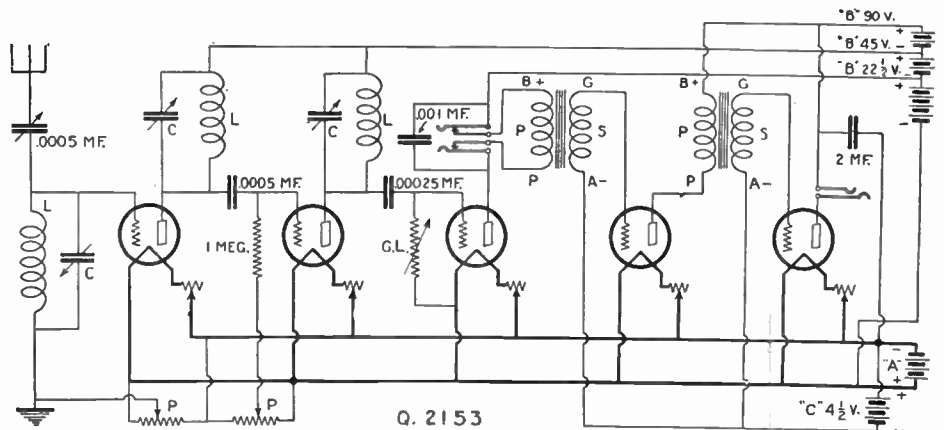 "B" 90 V.
"B" 45 V.
"B" 22½ V.
+
-
+
-
+
-
.0005 MF.
C
L
C
L
.001 MF.
B+
G
P
S
P
A-
B+
G
P
S
P
A-
2 MF.
L
C
.0005 MF.
.00025 MF.
1 MEG.
G.L.
P
P
-
"A"
+
+
"C" 4½ V.
-
Q. 2153